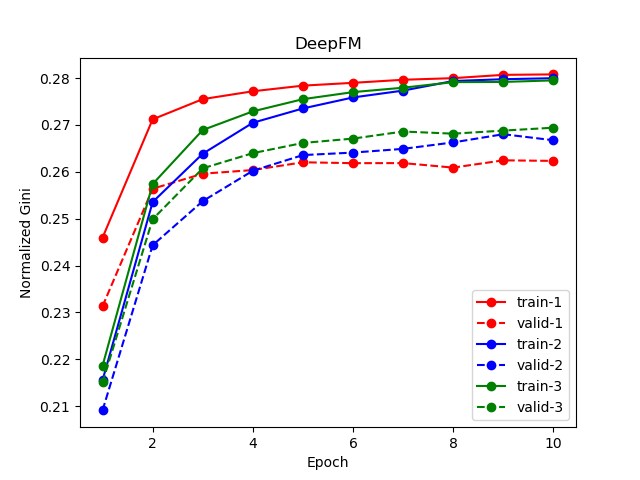 DeepFM
Normalized Gini
0.28
0.27
0.26
0.25
0.24
0.23
0.22
0.21
2
4
6
8
10
Epoch
train-1
valid-1
train-2
valid-2
train-3
valid-3